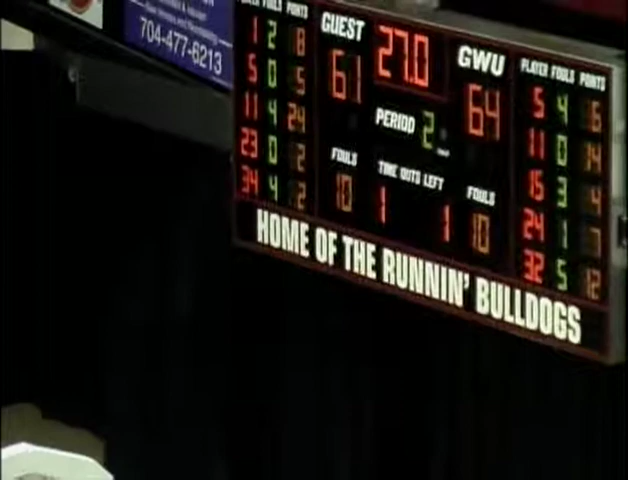 704-477-6213
GUEST 27.0 GWU
61 64
PERIOD 2
FOULS TIME OUTS LEFT FOULS
10 1 1 10
POINTS
1 2 8
5 0 5
11 4 24
23 0 2
34 4 2
PLAYER FOULS POINTS
5 4 16
11 0 14
15 3 4
24 1 7
32 5 12
HOME OF THE RUNNIN' BULLDOGS